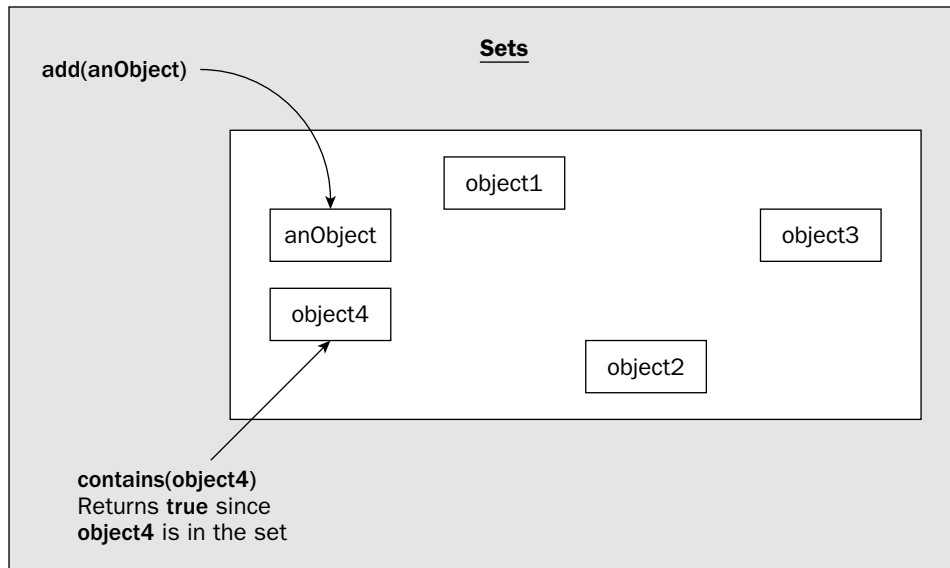 Sets
add(anObject)
object1
anObject
object3
object4
object2
contains(object4)
Returns true since
object4 is in the set